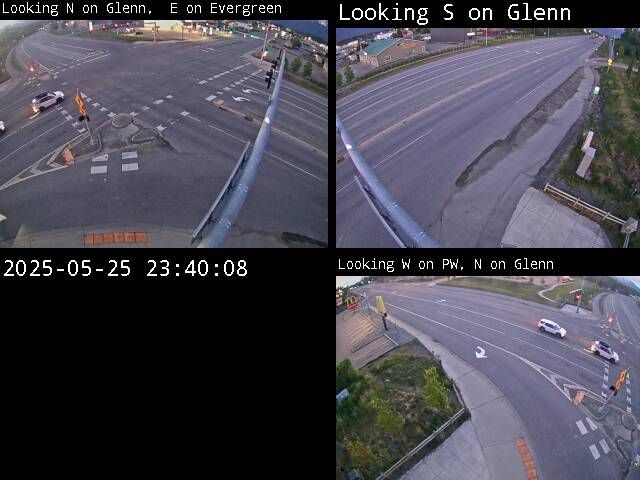 Looking N on Glenn, E on Evergreen
Looking S on Glenn
2025-05-25 23:40:08
Looking W on PW, N on Glenn